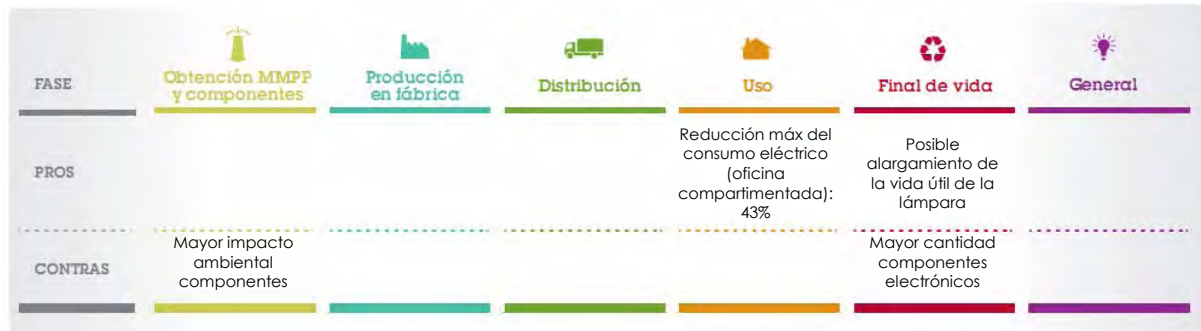 FASE
Obtención MMPP
y componentes
Producción
en fábrica
Distribución
Uso
Final de vida
General
PROS
Reducción máx del
consumo eléctrico
(oficina
compartimentada):
43%
Posible
alargamiento de
la vida útil de la
lámpara
CONTRAS
Mayor impacto
ambiental
componentes
Mayor cantidad
componentes
electrónicos